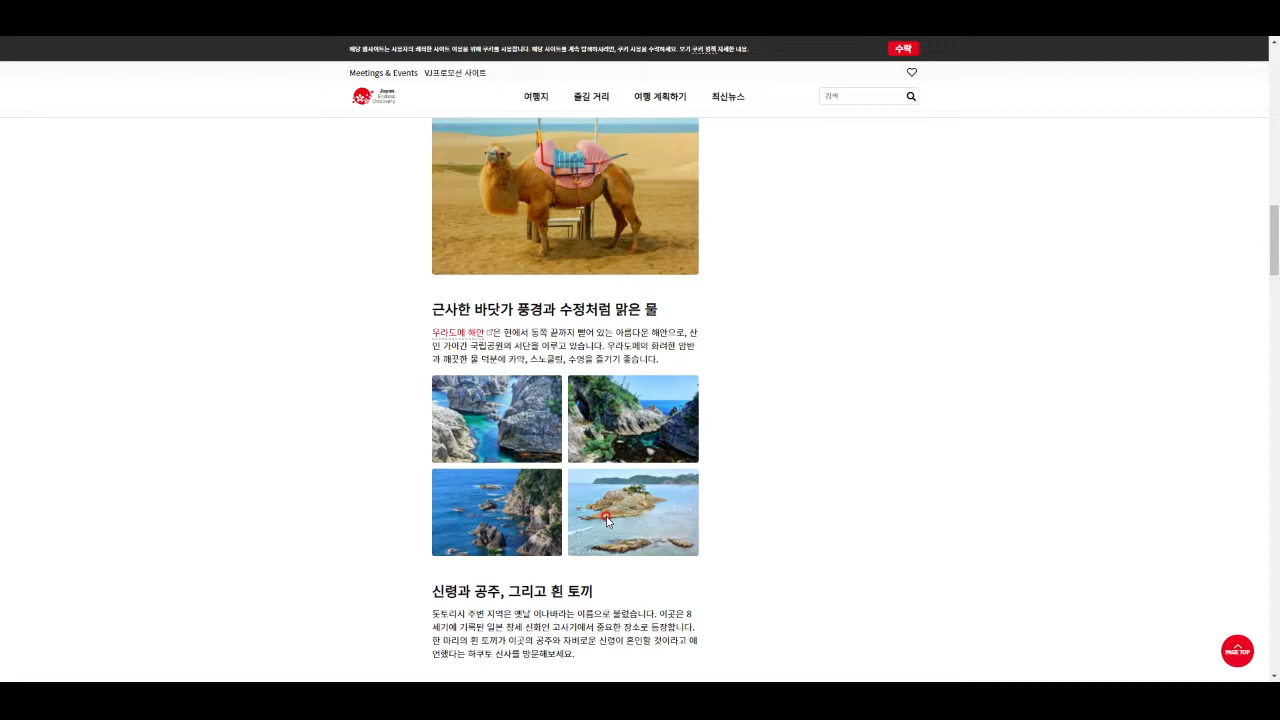 해당 웹사이트는 사용자의 쾌적한 사이트 이용을 위해 쿠키를 사용합니다. 해당 사이트를 계속 탐색하시려면, 쿠키 사용을 수락하세요. 보기 쿠키 정책 자세한 내용.
수락
Meetings & Events VJ프로모션 사이트
Japan.
Endless
Discovery.
여행지 즐길 거리 여행 계획하기 최신뉴스
검색
근사한 바닷가 풍경과 수정처럼 맑은 물
우라도메 해안은 현에서 동쪽 끝까지 뻗어 있는 아름다운 해안으로, 산
인 가이간 국립공원의 서단을 이루고 있습니다. 우라도메의 화려한 암반
과 깨끗한 물 덕분에 카약, 스노클링, 수영을 즐기기 좋습니다.
신령과 공주, 그리고 흰 토끼
돗토리시 주변 지역은 옛날 이나바라는 이름으로 불렸습니다. 이곳은 8
세기에 기록된 일본 창세 신화인 고사기에서 중요한 장소로 등장합니다.
한 마리의 흰 토끼가 이곳의 공주와 자비로운 신령이 혼인할 것이라고 예
언했다는 하쿠토 신사를 방문해보세요.
PAGE TOP